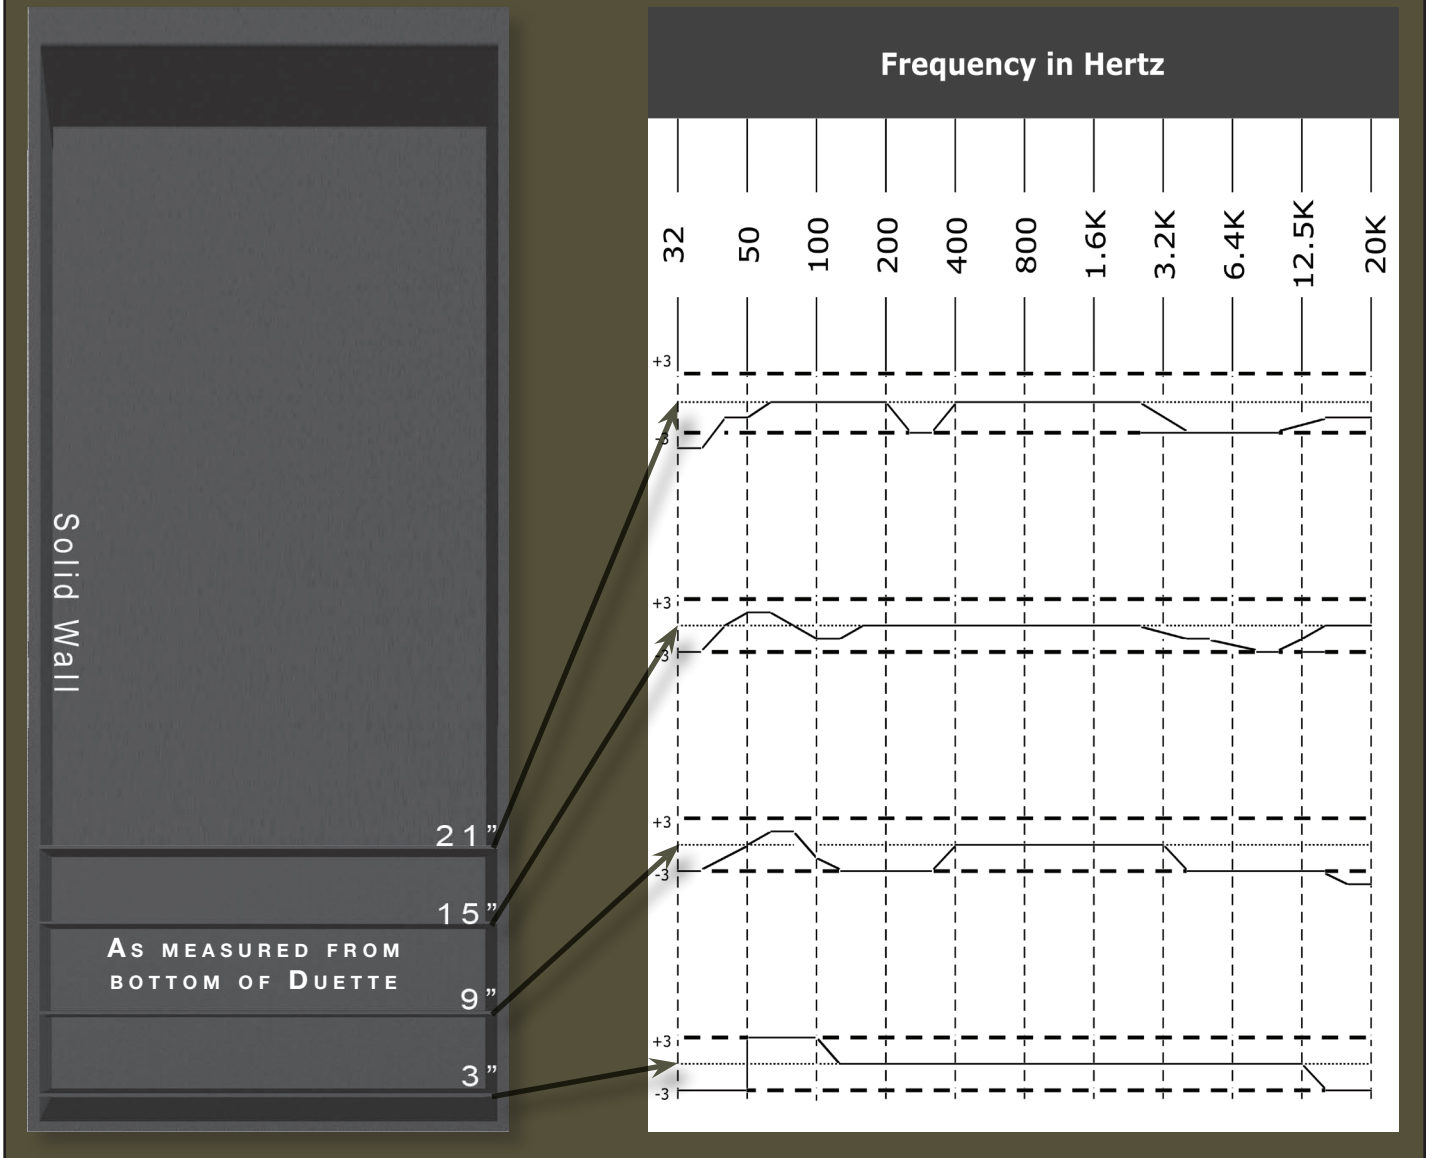 Frequency in Hertz
32
50
100
200
400
800
1.6K
3.2K
6.4K
12.5K
20K
+3
-3
+3
-3
+3
-3
+3
-3
Solid Wall
21”
15”
As measured from
bottom of Duette
9”
3”